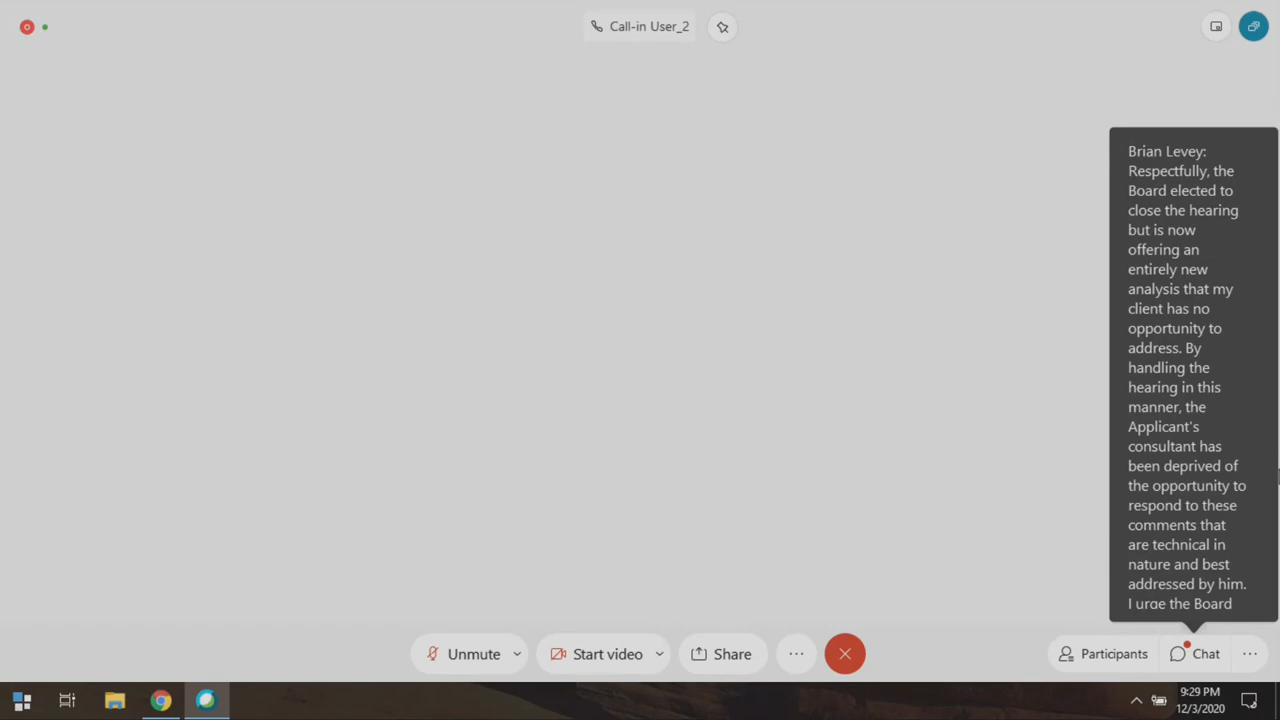 Call-in User_2
Brian Levey:
Respectfully, the
Board elected to
close the hearing
but is now
offering an
entirely new
analysis that my
client has no
opportunity to
address. By
handling the
hearing in this
manner, the
Applicant's
consultant has
been deprived of
the opportunity to
respond to these
comments that
are technical in
nature and best
addressed by him.
I urge the Board
Unmute
Start video
Share
Participants
Chat
9:29 PM
12/3/2020